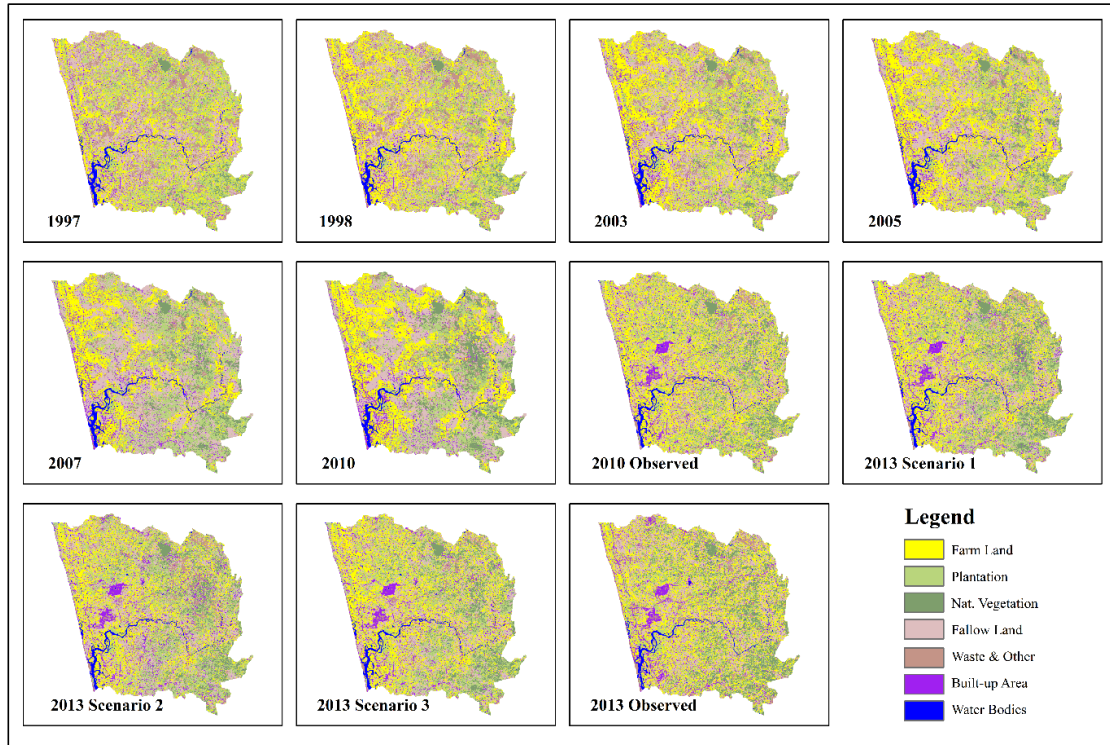 1997
1998
2003
2005
2007
2010
2010 Observed
2013 Scenario 1
2013 Scenario 2
2013 Scenario 3
2013 Observed
Legend
Farm Land
Plantation
Nat. Vegetation
Fallow Land
Waste & Other
Built-up Area
Water Bodies